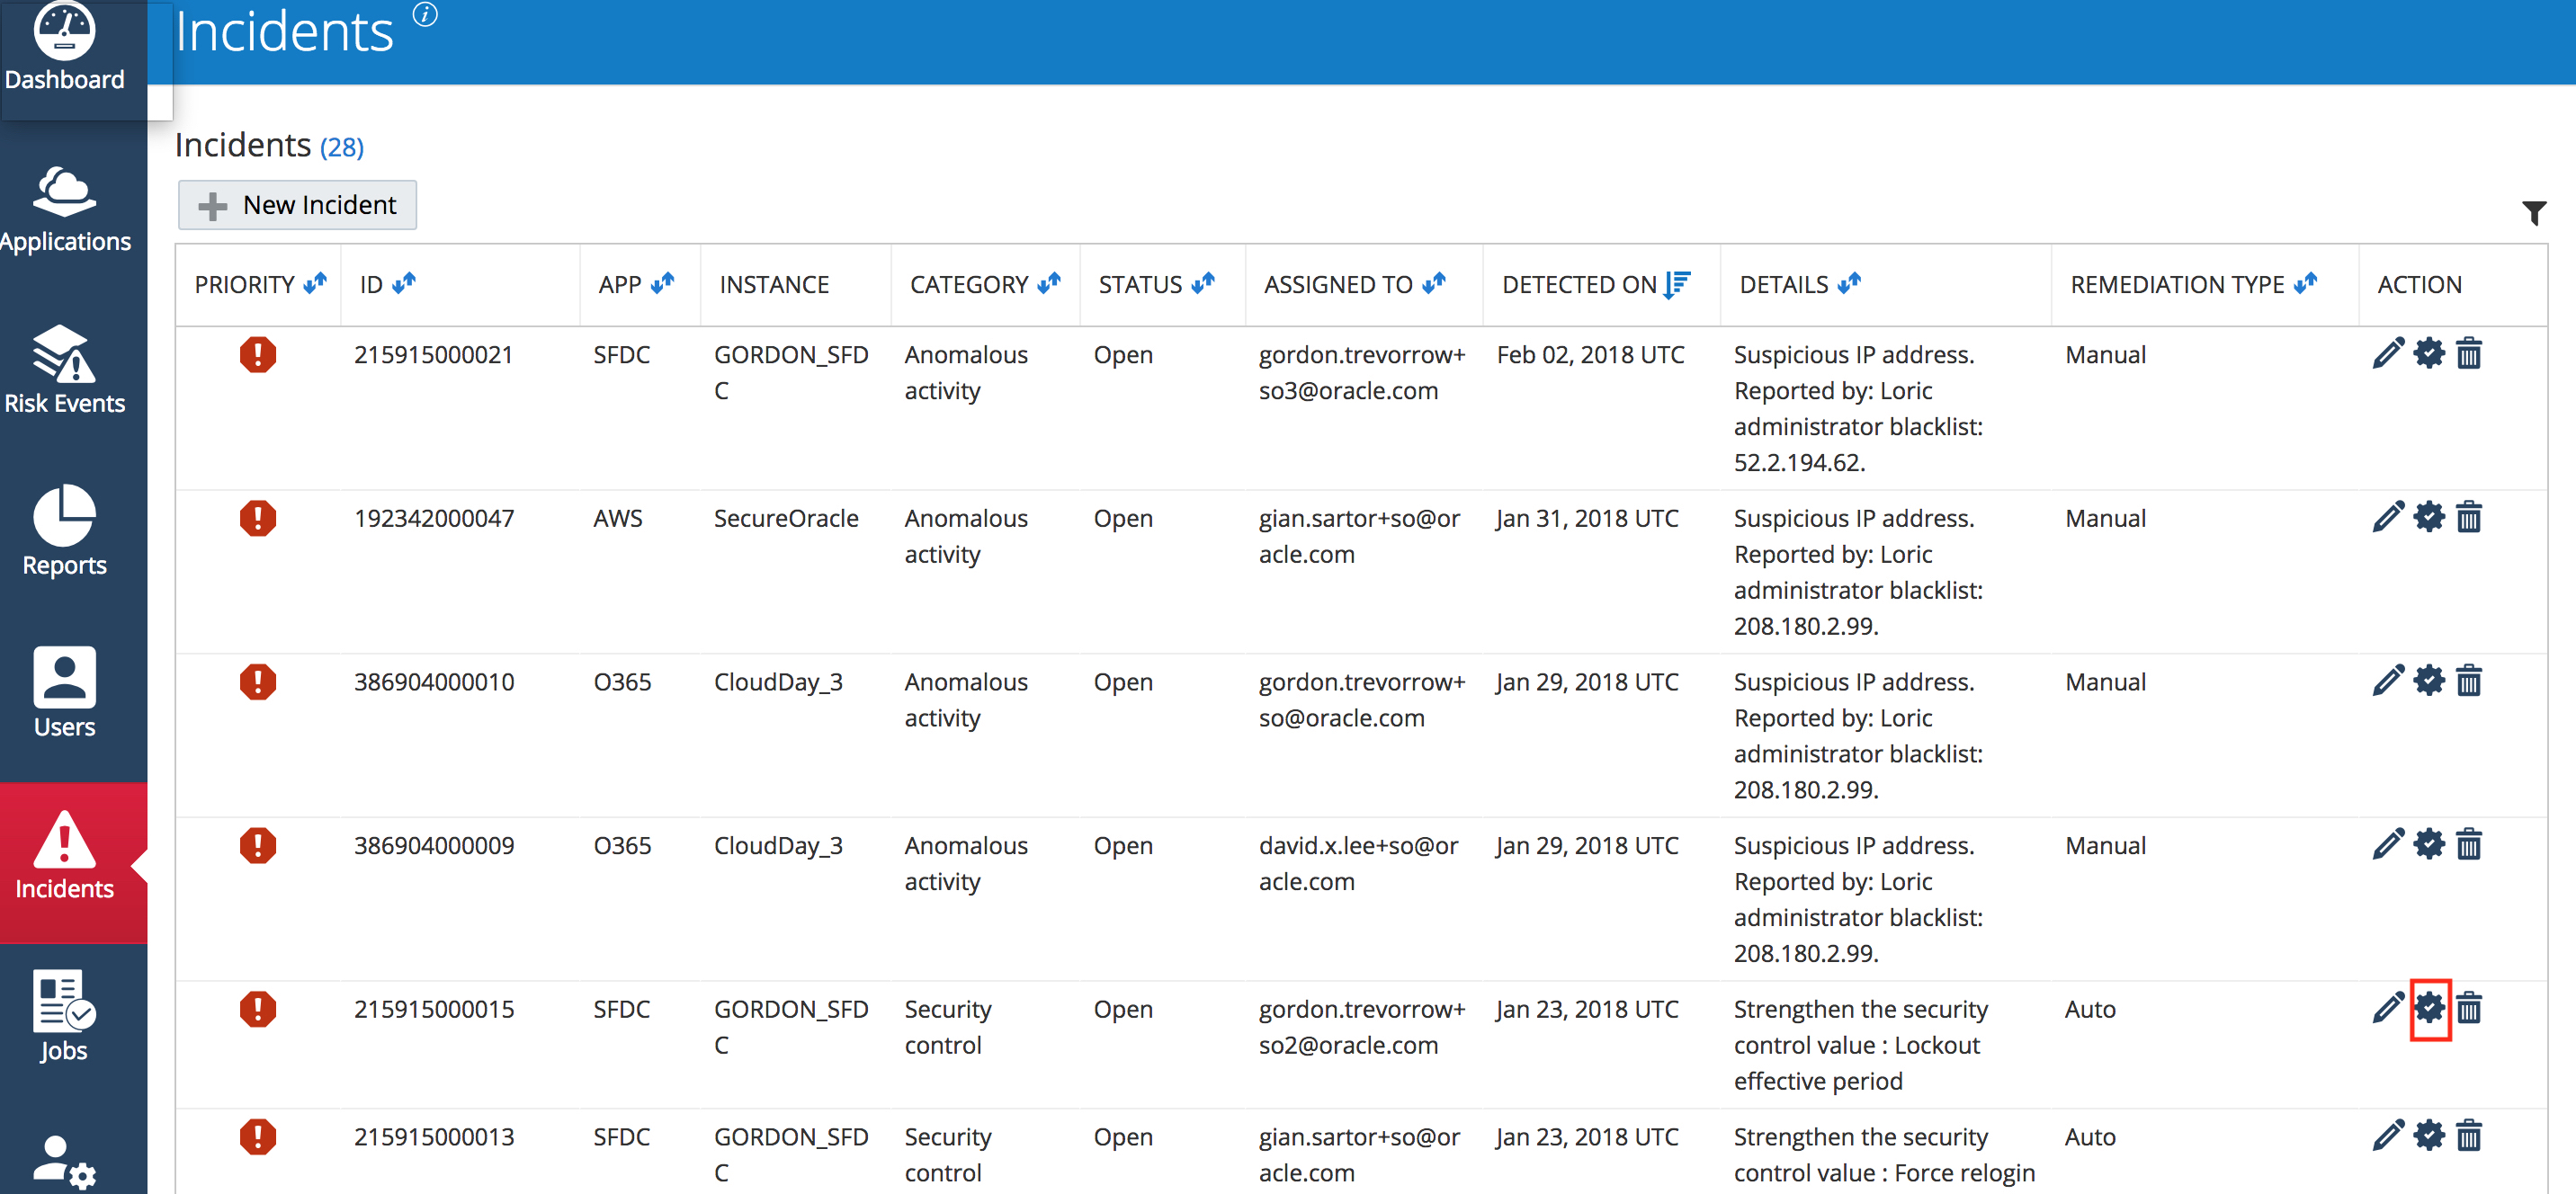 Dashboard
Applications
Risk Events
Reports
Users
Incidents
Jobs
Incidents i
Incidents (28)
New Incident
PRIORITY ID APP INSTANCE CATEGORY STATUS ASSIGNED TO DETECTED ON DETAILS REMEDIATION TYPE ACTION
215915000021 SFDC GORDON_SFD Anomalous Open gordon.trevorrow+ Feb 02, 2018 UTC Suspicious IP address. Manual
C activity so3@oracle.com Reported by: Loric
administrator blacklist:
52.2.194.62.
192342000047 AWS SecureOracle Anomalous Open gian.sartor+so@or Jan 31, 2018 UTC Suspicious IP address. Manual
activity acle.com Reported by: Loric
administrator blacklist:
208.180.2.99.
386904000010 O365 CloudDay_3 Anomalous Open gordon.trevorrow+ Jan 29, 2018 UTC Suspicious IP address. Manual
activity so@oracle.com Reported by: Loric
administrator blacklist:
208.180.2.99.
386904000009 O365 CloudDay_3 Anomalous Open david.x.lee+so@or Jan 29, 2018 UTC Suspicious IP address. Manual
activity acle.com Reported by: Loric
administrator blacklist:
208.180.2.99.
215915000015 SFDC GORDON_SFD Security Open gordon.trevorrow+ Jan 23, 2018 UTC Strengthen the security Auto
C control so2@oracle.com control value : Lockout
effective period
215915000013 SFDC GORDON_SFD Security Open gian.sartor+so@or Jan 23, 2018 UTC Strengthen the security Auto
C control acle.com control value : Force relogin